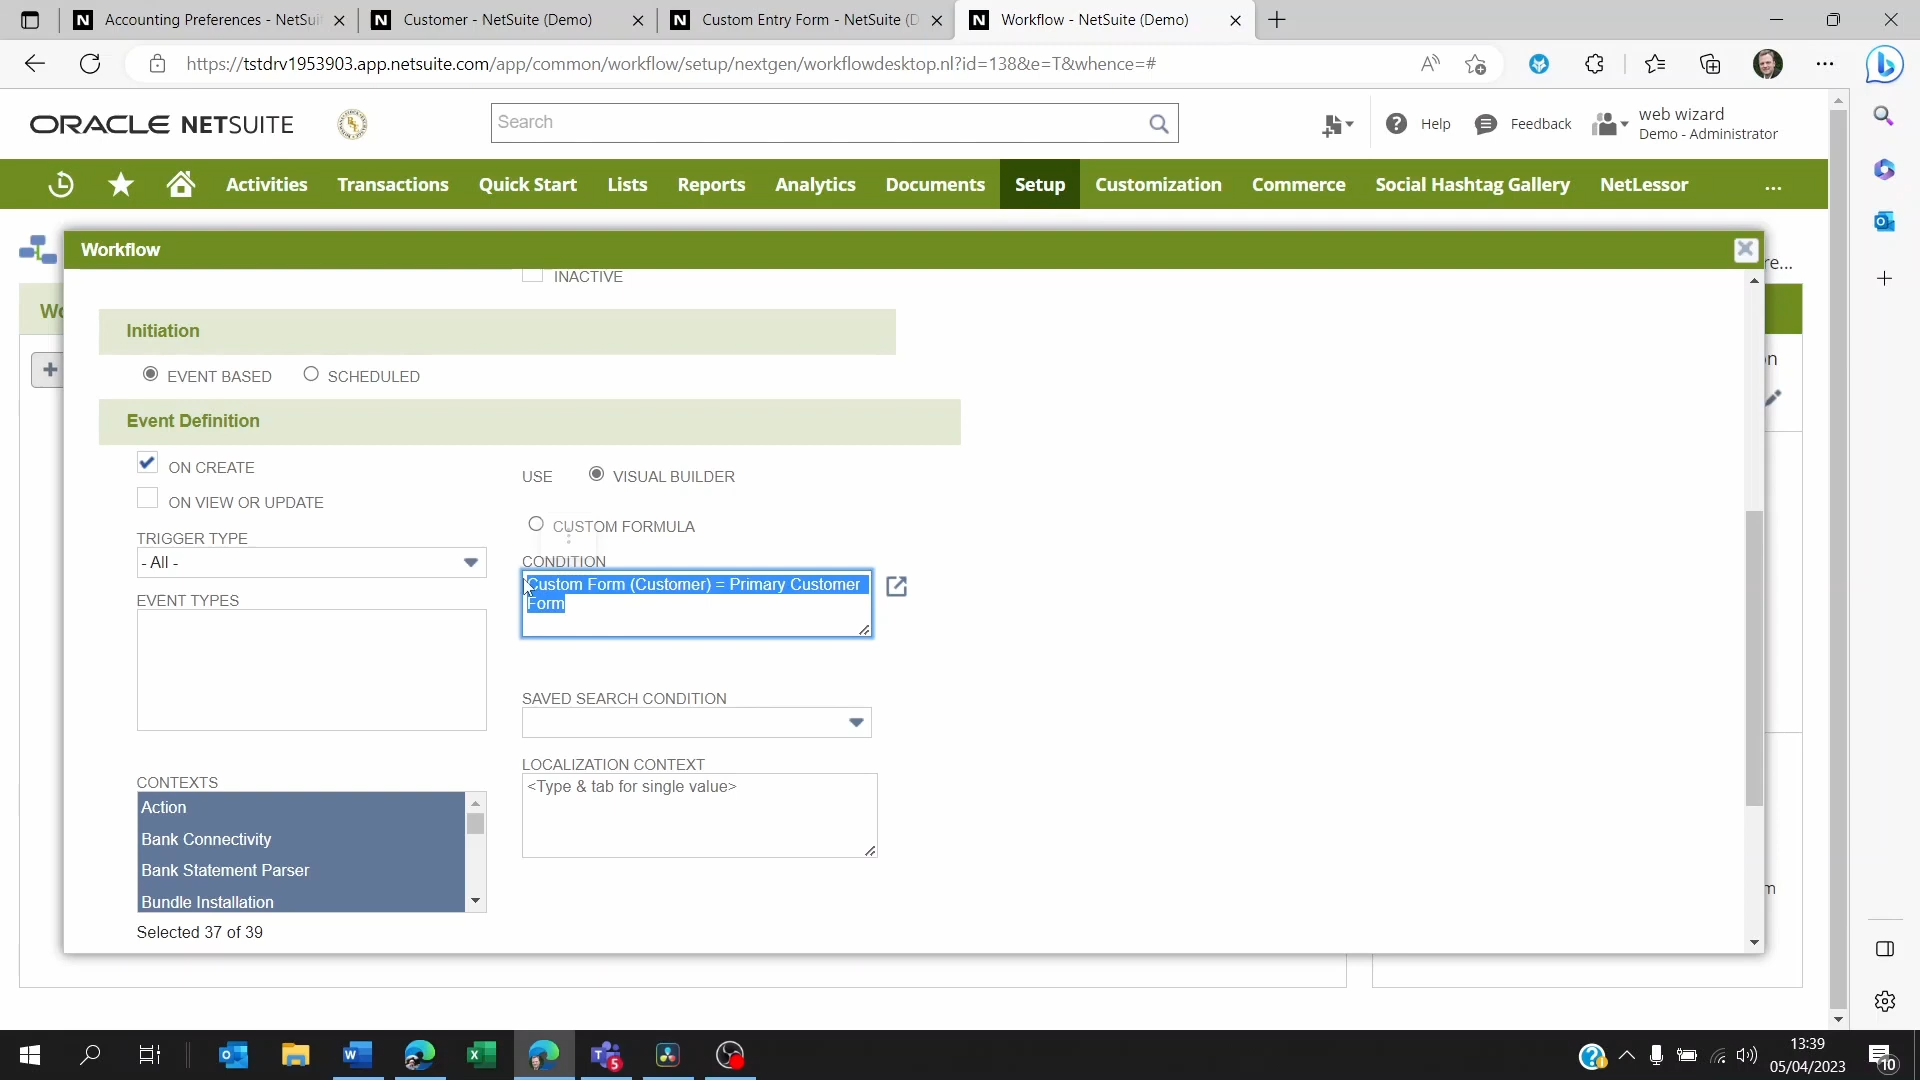 Accounting Preferences - NetSui
Customer - NetSuite (Demo)
Custom Entry Form - NetSuite (D
Workflow - NetSuite (Demo)
https://tstdrv1953903.app.netsuite.com/app/common/workflow/setup/nextgen/workflowdesktop.nl?id=138&e=T&whence=#
ORACLE NETSUITE
Search
Help
Feedback
web wizard
Demo - Administrator
Activities
Transactions
Quick Start
Lists
Reports
Analytics
Documents
Setup
Customization
Commerce
Social Hashtag Gallery
NetLessor
...
Workflow
re...
Wo
INACTIVE
Initiation
EVENT BASED
SCHEDULED
on
Event Definition
ON CREATE
ON VIEW OR UPDATE
USE
VISUAL BUILDER
CUSTOM FORMULA
TRIGGER TYPE
- All -
CONDITION
Custom Form (Customer) = Primary Customer
Form
EVENT TYPES
SAVED SEARCH CONDITION
LOCALIZATION CONTEXT
<Type & tab for single value>
CONTEXTS
Action
Bank Connectivity
Bank Statement Parser
Bundle Installation
m
Selected 37 of 39
5
13:39
05/04/2023
10